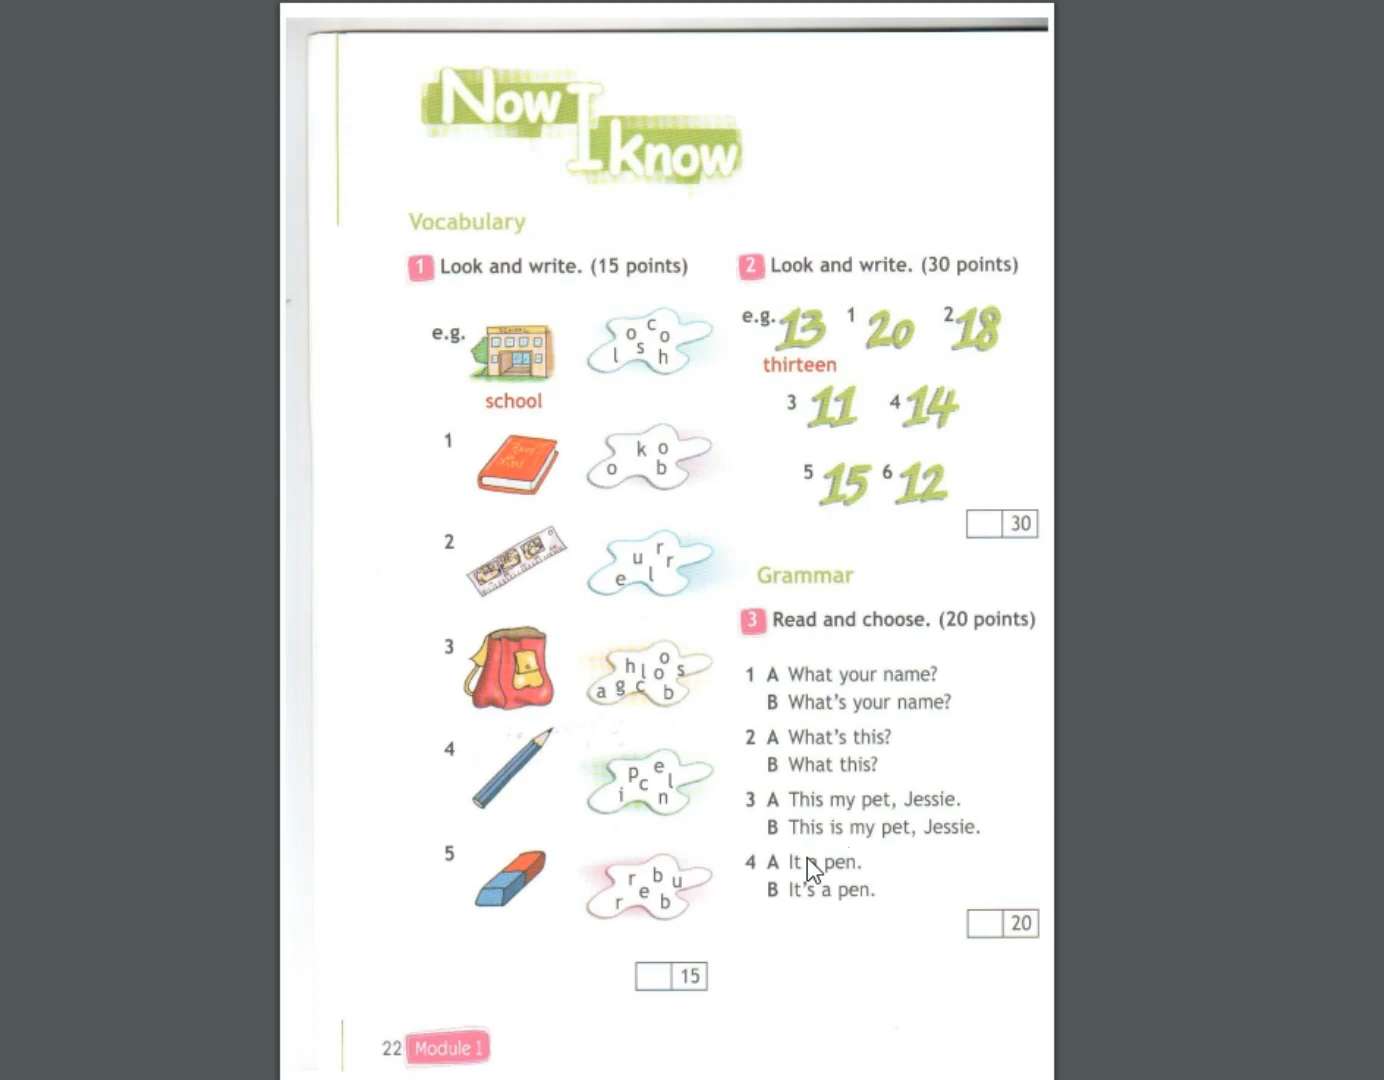 Now
I know
Vocabulary
1 Look and write. (15 points)
e.g.
SCHOOL
c
o o
l s h
school
1
k o
o b
2
r
u r
e l
3
o
h l o s
a g c b
4
e
p c l
i n
5
r b u
e
r b
15
2 Look and write. (30 points)
e.g. 13 1 20 2 18
thirteen
3 11 4 14
5 15 6 12
30
Grammar
3 Read and choose. (20 points)
1 A What your name?
B What's your name?
2 A What's this?
B What this?
3 A This my pet, Jessie.
B This is my pet, Jessie.
4 A It a pen.
B It's a pen.
20
22 Module 1